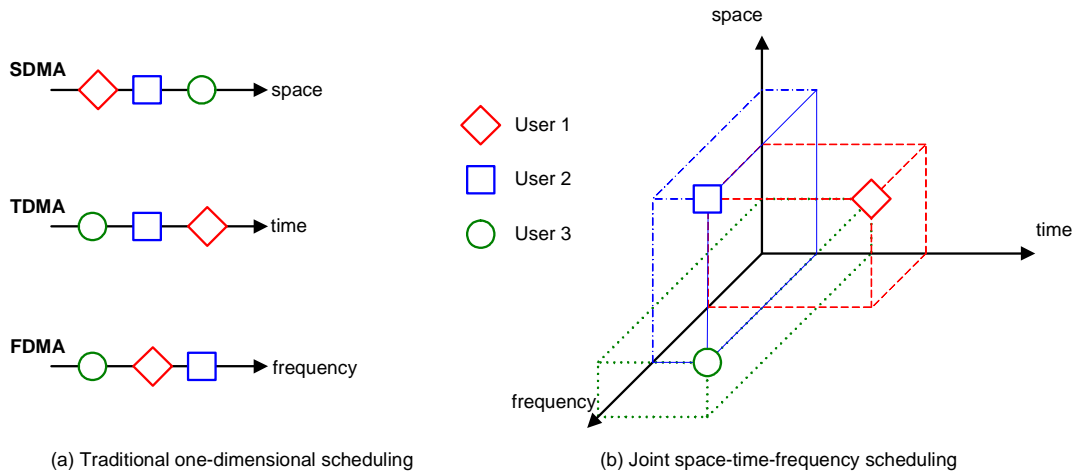 SDMA
space
TDMA
time
FDMA
frequency
User 1
User 2
User 3
space
time
frequency
(a) Traditional one-dimensional scheduling
(b) Joint space-time-frequency scheduling